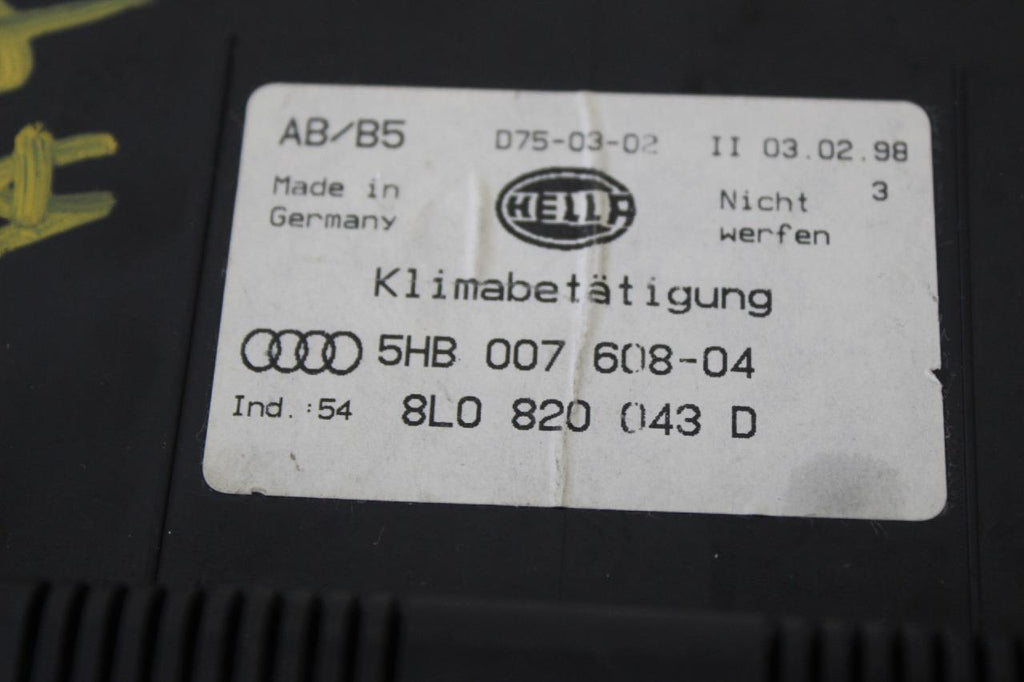 AB/B5 D75-03-02 II 03.02.98
Made in Germany
HELLA
Nicht 3
werfen
Klimabetätigung
5HB 007 608-04
Ind.:54 8L0 820 043 D